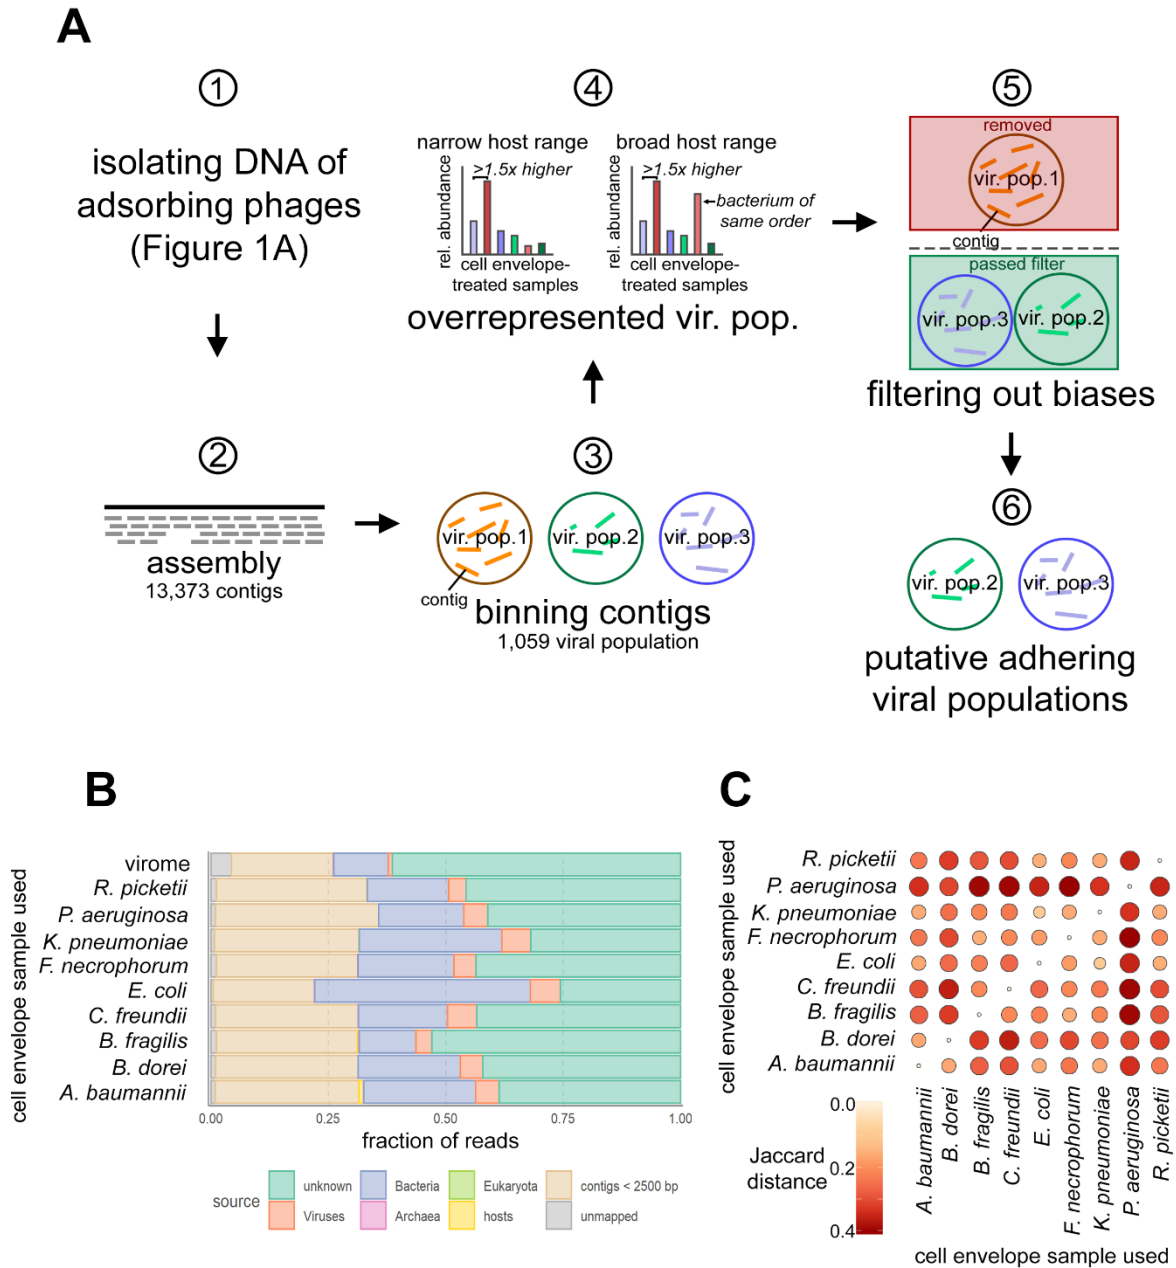 A
①
isolating DNA of
adsorbing phages
(Figure 1A)
②
assembly
13,373 contigs
③
vir. pop.1
vir. pop.2
vir. pop.3
contig
binning contigs
1,059 viral population
④
narrow host range
>1.5x higher
rel. abundance
cell envelope-
treated samples
broad host range
>1.5x higher
rel. abundance
bacterium of
same order
cell envelope-
treated samples
overrepresented vir. pop.
⑤
removed
vir. pop.1
contig
passed filter
vir. pop.3
vir. pop.2
filtering out biases
⑥
vir. pop.2
vir. pop.3
putative adhering
viral populations
B
cell envelope sample used
virome
R. picketii
P. aeruginosa
K. pneumoniae
F. necrophorum
E. coli
C. freundii
B. fragilis
B. dorei
A. baumannii
0.00
0.25
0.50
0.75
1.00
fraction of reads
source
unknown
Bacteria
Eukaryota
contigs < 2500 bp
Viruses
Archaea
hosts
unmapped
C
cell envelope sample used
R. picketii
P. aeruginosa
K. pneumoniae
F. necrophorum
E. coli
C. freundii
B. fragilis
B. dorei
A. baumannii
Jaccard
distance
0.0
0.2
0.4
A. baumannii
B. dorei
B. fragilis
C. freundii
E. coli
F. necrophorum
K. pneumoniae
P. aeruginosa
R. picketii
cell envelope sample used